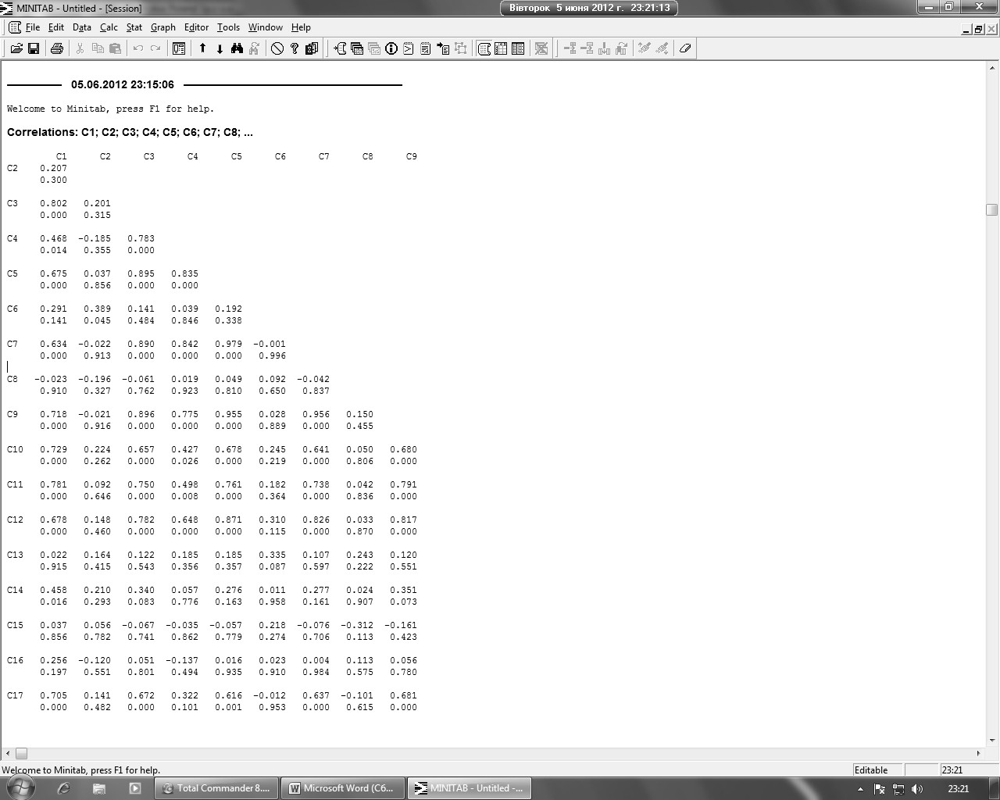 MINITAB - Untitled - [Session]
Вівторок 5 июня 2012 г. 23:21:13
File Edit Data Calc Stat Graph Editor Tools Window Help
05.06.2012 23:15:06
Welcome to Minitab, press F1 for help.
Correlations: C1; C2; C3; C4; C5; C6; C7; C8; ...
C1 C2 C3 C4 C5 C6 C7 C8 C9
C2 0.207
0.300
C3 0.802 0.201
0.000 0.315
C4 0.468 -0.185 0.783
0.014 0.355 0.000
C5 0.675 0.037 0.895 0.835
0.000 0.856 0.000 0.000
C6 0.291 0.389 0.141 0.039 0.192
0.141 0.045 0.484 0.846 0.338
C7 0.634 -0.022 0.890 0.842 0.979 -0.001
0.000 0.913 0.000 0.000 0.000 0.996
C8 -0.023 -0.196 -0.061 0.019 0.049 0.092 -0.042
0.910 0.327 0.762 0.923 0.810 0.650 0.837
C9 0.718 -0.021 0.896 0.775 0.955 0.028 0.956 0.150
0.000 0.916 0.000 0.000 0.000 0.889 0.000 0.455
C10 0.729 0.224 0.657 0.427 0.678 0.245 0.641 0.050 0.680
0.000 0.262 0.000 0.026 0.000 0.219 0.000 0.806 0.000
C11 0.781 0.092 0.750 0.498 0.761 0.182 0.738 0.042 0.791
0.000 0.646 0.000 0.008 0.000 0.364 0.000 0.836 0.000
C12 0.678 0.148 0.782 0.648 0.871 0.310 0.826 0.033 0.817
0.000 0.460 0.000 0.000 0.000 0.115 0.000 0.870 0.000
C13 0.022 0.164 0.122 0.185 0.185 0.335 0.107 0.243 0.120
0.915 0.415 0.543 0.356 0.357 0.087 0.597 0.222 0.551
C14 0.458 0.210 0.340 0.057 0.276 0.011 0.277 0.024 0.351
0.016 0.293 0.083 0.776 0.163 0.958 0.161 0.907 0.073
C15 0.037 0.056 -0.067 -0.035 -0.057 0.218 -0.076 -0.312 -0.161
0.856 0.782 0.741 0.862 0.779 0.274 0.706 0.113 0.423
C16 0.256 -0.120 0.051 -0.137 0.016 0.023 0.004 0.113 0.056
0.197 0.551 0.801 0.494 0.935 0.910 0.984 0.575 0.780
C17 0.705 0.141 0.672 0.322 0.616 -0.012 0.637 -0.101 0.681
0.000 0.482 0.000 0.101 0.001 0.953 0.000 0.615 0.000
Welcome to Minitab, press F1 for help. Editable 23:21
Total Commander 8.... Microsoft Word (C6... MINITAB - Untitled -... 23:21